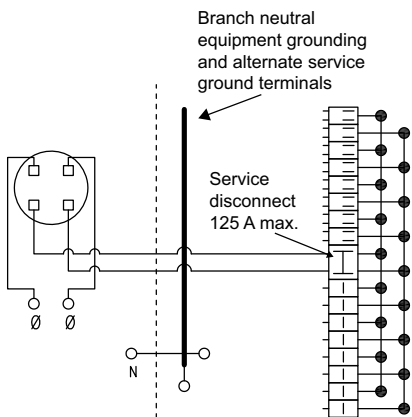 Branch neutral
equipment grounding
and alternate service
ground terminals
Service
disconnect
125 A max.
Ø Ø
N